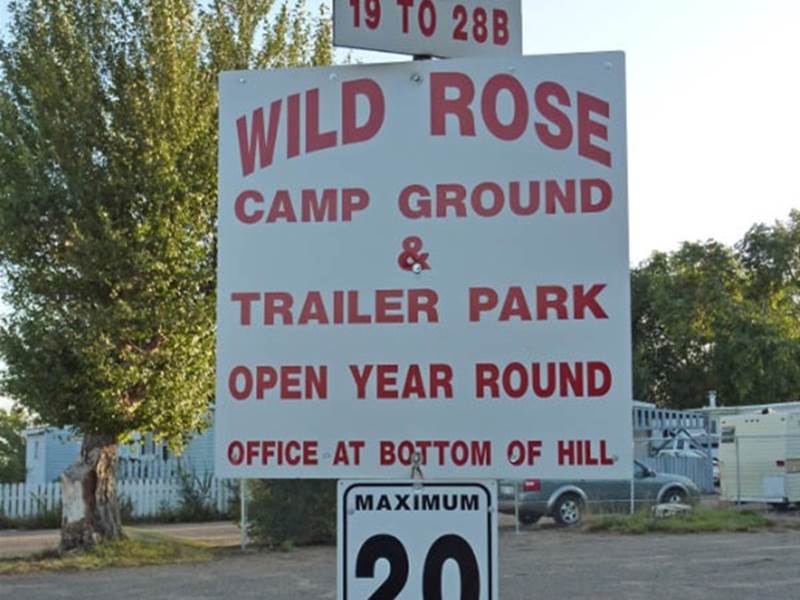 19 TO 28B
WILD ROSE
CAMP GROUND
&
TRAILER PARK
OPEN YEAR ROUND
OFFICE AT BOTTOM OF HILL
MAXIMUM
20